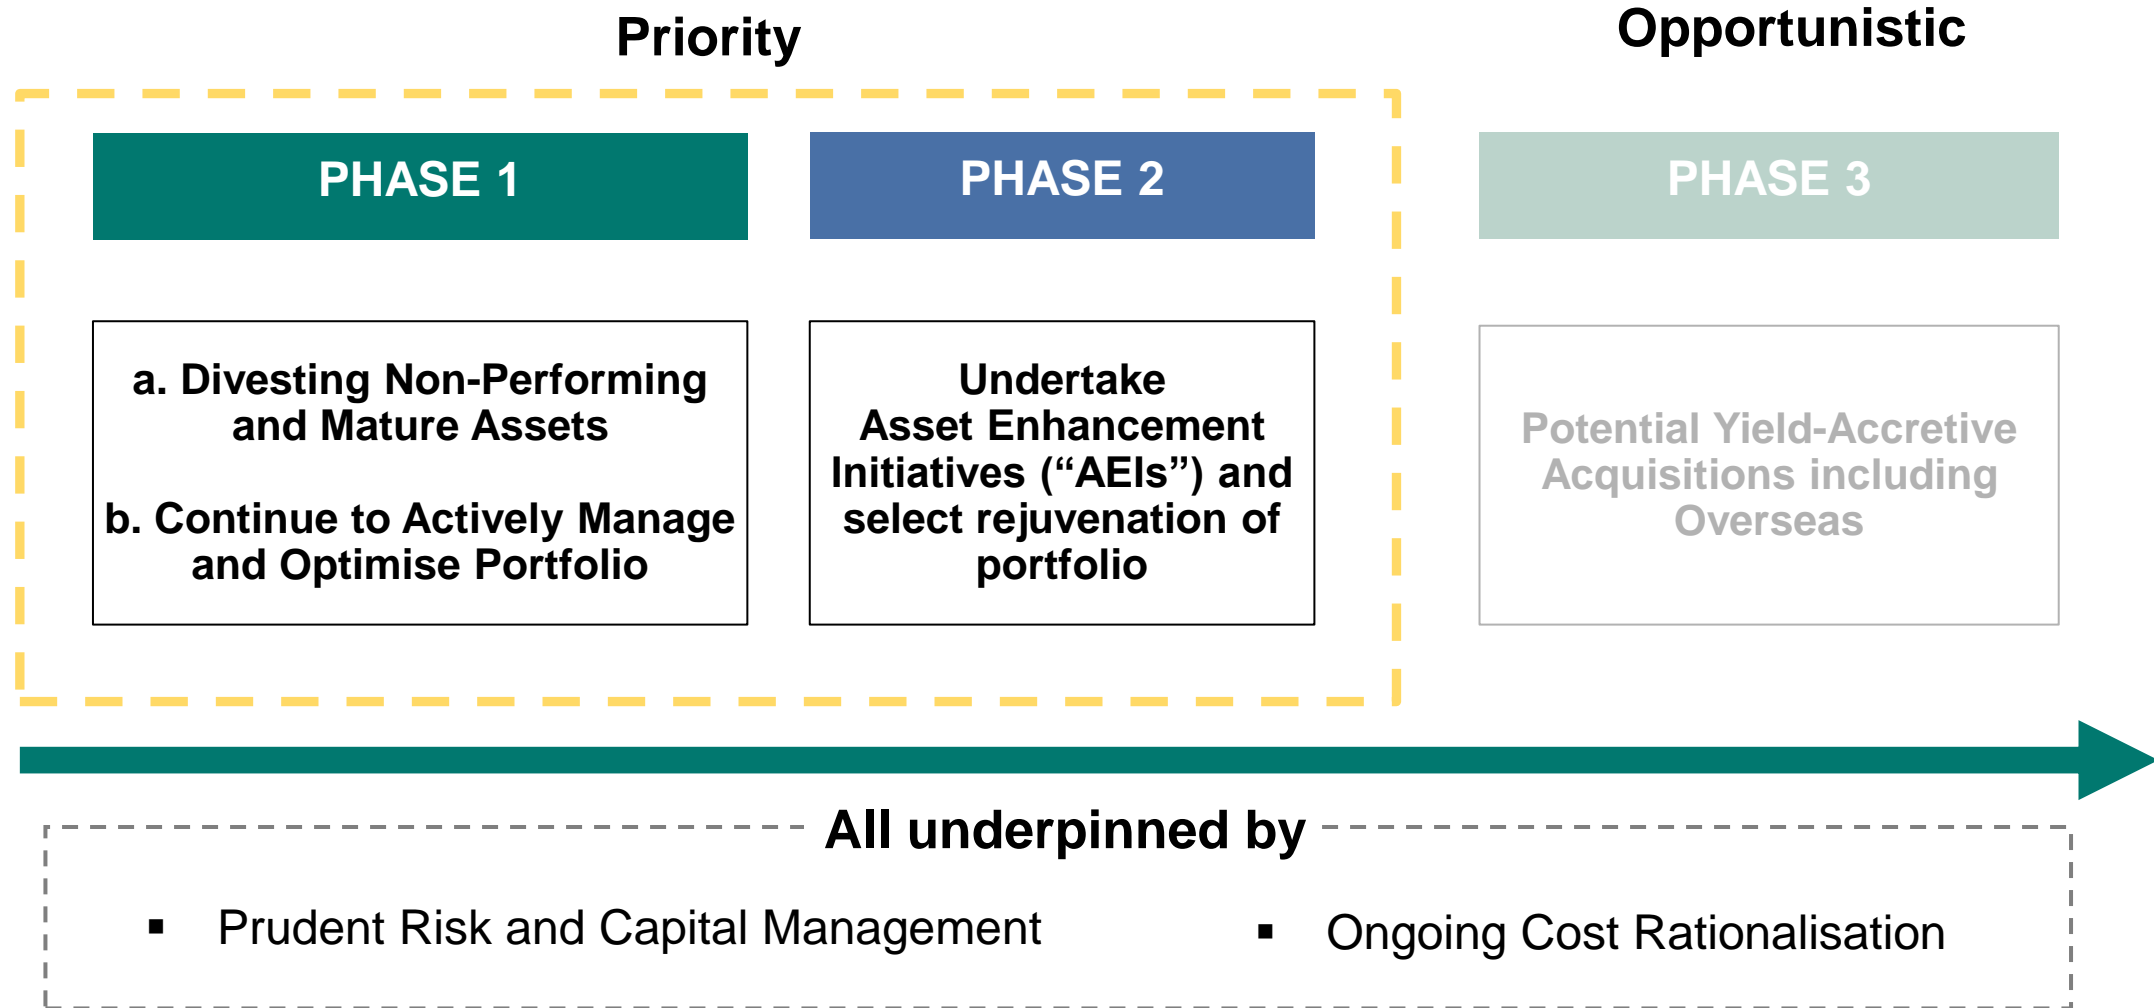 Priority
Opportunistic
PHASE 1
PHASE 2
PHASE 3
a. Divesting Non-Performing
and Mature Assets
b. Continue to Actively Manage
and Optimise Portfolio
Undertake
Asset Enhancement
Initiatives (“AEIs”) and
select rejuvenation of
portfolio
Potential Yield-Accretive
Acquisitions including
Overseas
All underpinned by
▪ Prudent Risk and Capital Management
▪ Ongoing Cost Rationalisation